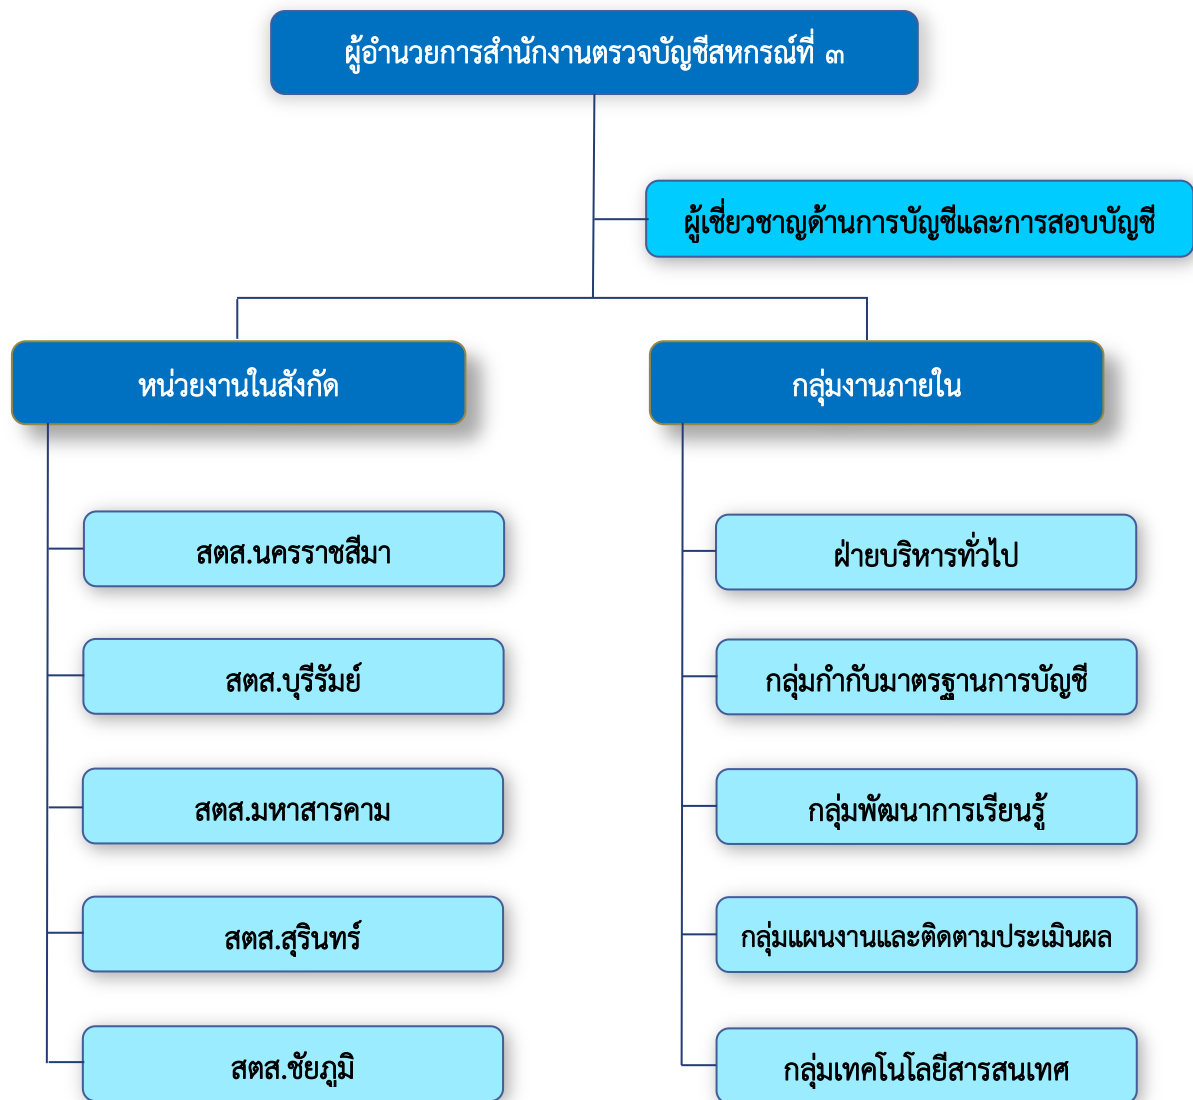 ผู้อำนวยการสำนักงานตรวจบัญชีสหกรณ์ที่ ๓
ผู้เชี่ยวชาญด้านการบัญชีและการสอบบัญชี
หน่วยงานในสังกัด
สตส.นครราชสีมา
สตส.บุรีรัมย์
สตส.มหาสารคาม
สตส.สุรินทร์
สตส.ชัยภูมิ
กลุ่มงานภายใน
ฝ่ายบริหารทั่วไป
กลุ่มกำกับมาตรฐานการบัญชี
กลุ่มพัฒนาการเรียนรู้
กลุ่มแผนงานและติดตามประเมินผล
กลุ่มเทคโนโลยีสารสนเทศ